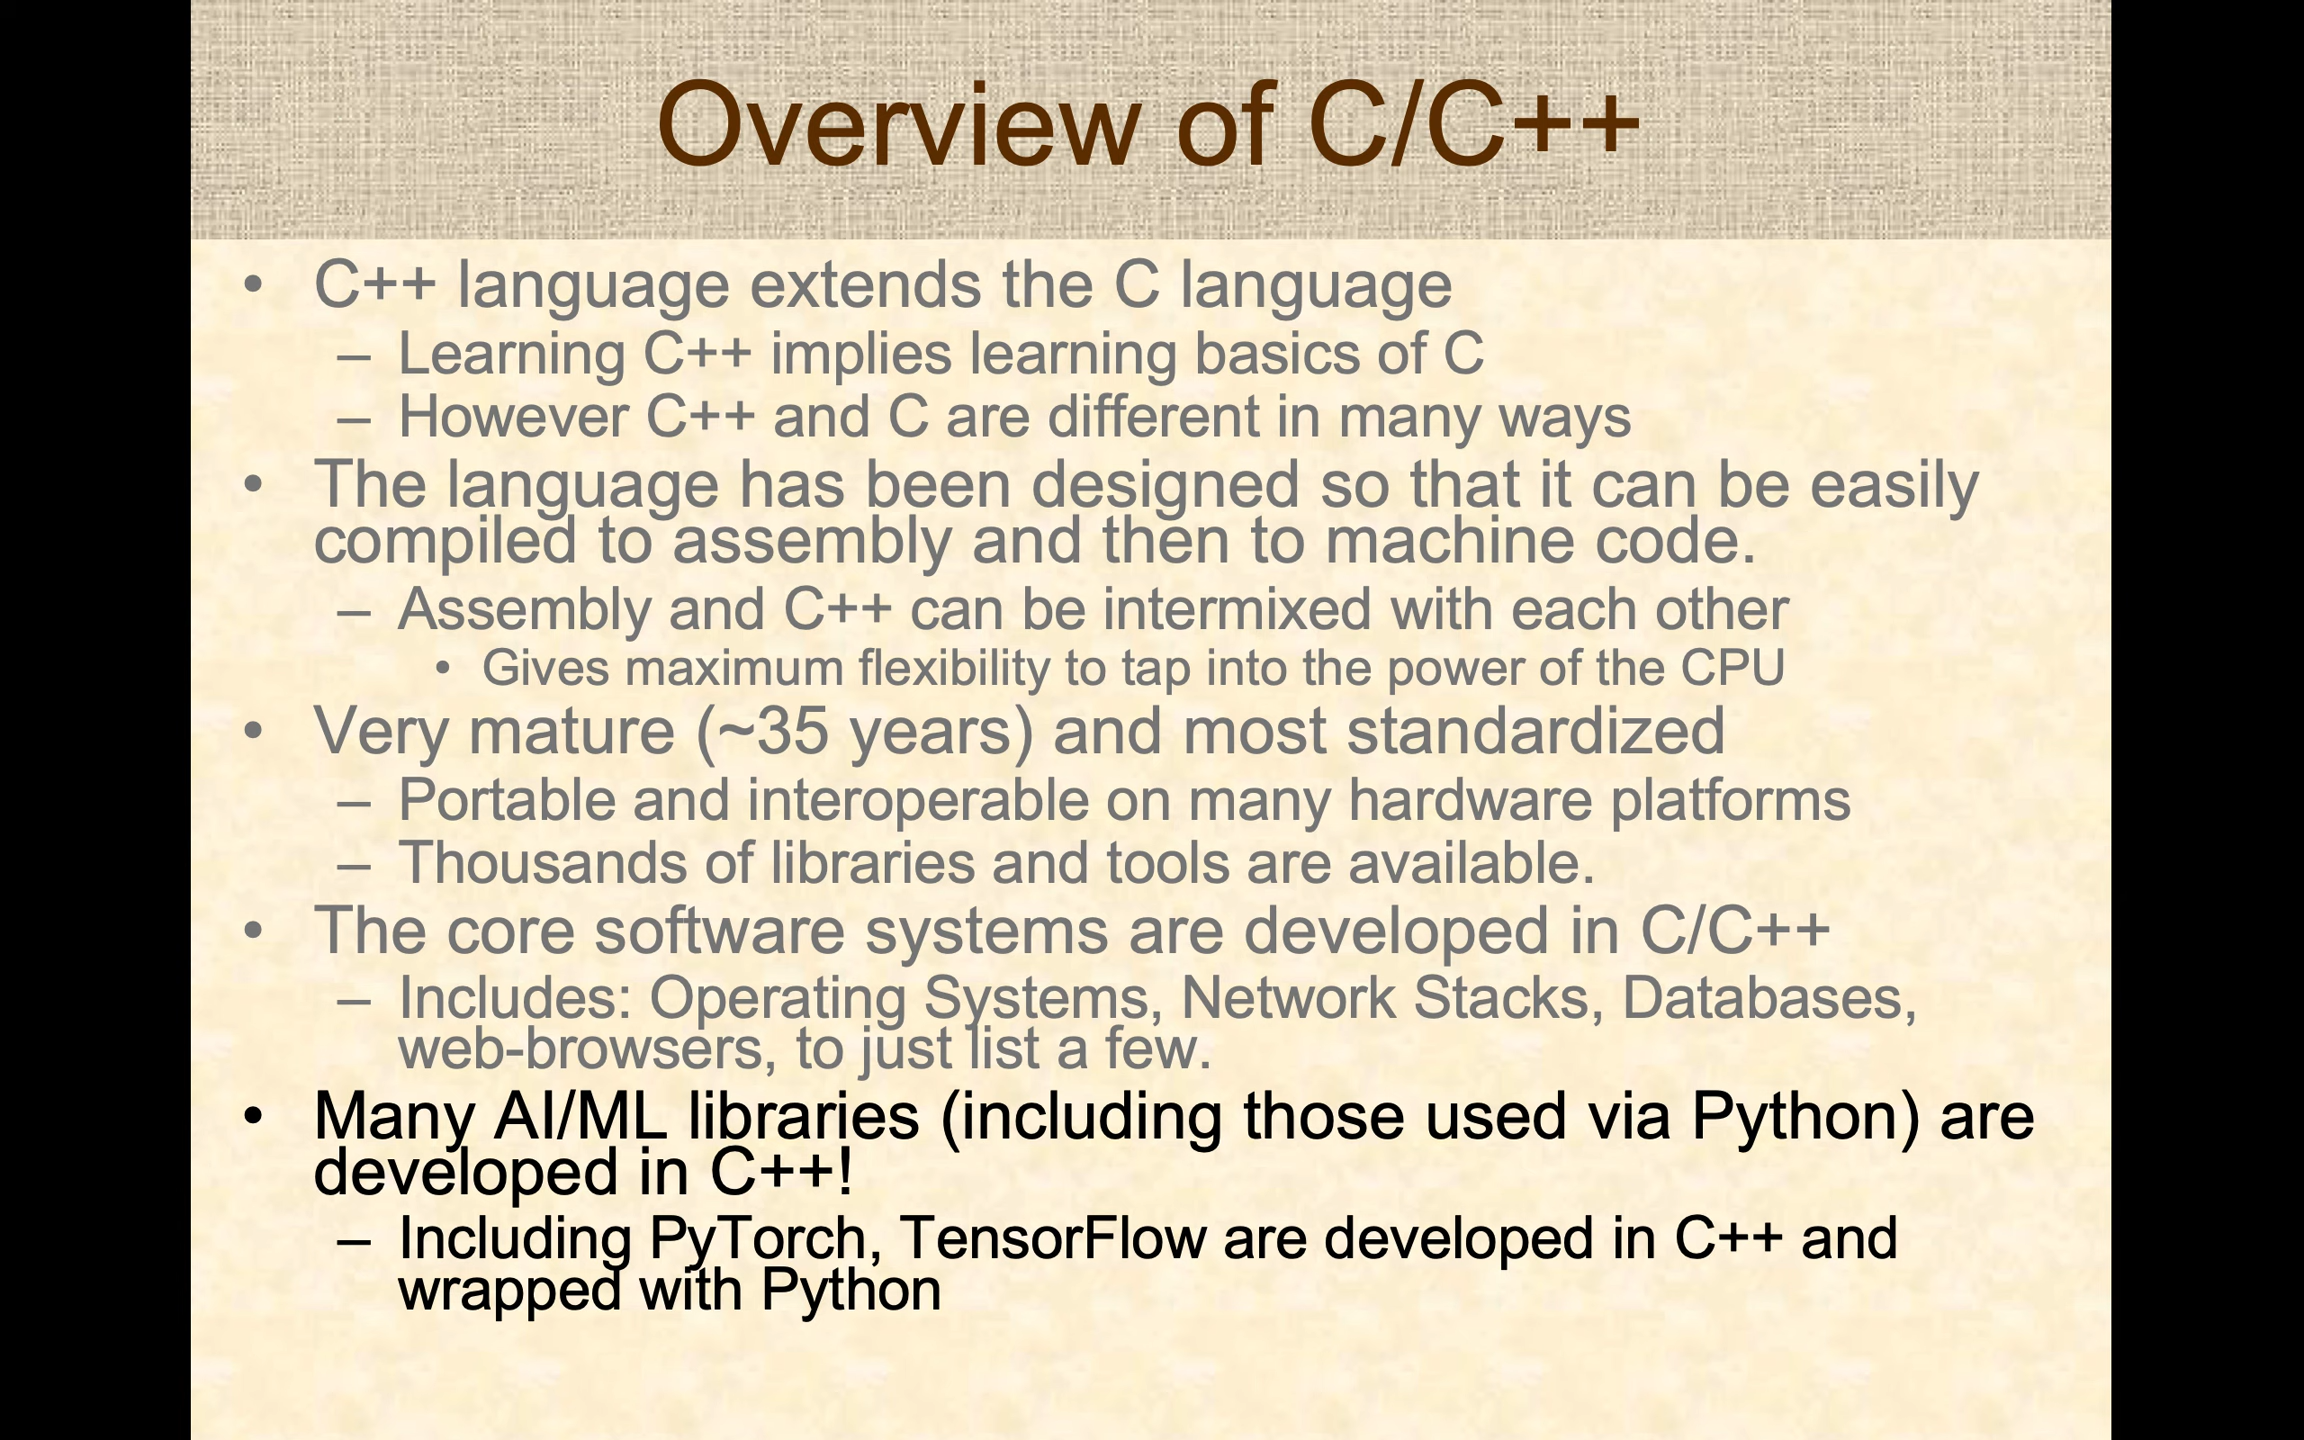 Overview of C/C++
• C++ language extends the C language
– Learning C++ implies learning basics of C
– However C++ and C are different in many ways
• The language has been designed so that it can be easily
compiled to assembly and then to machine code.
– Assembly and C++ can be intermixed with each other
• Gives maximum flexibility to tap into the power of the CPU
• Very mature (~35 years) and most standardized
– Portable and interoperable on many hardware platforms
– Thousands of libraries and tools are available.
• The core software systems are developed in C/C++
– Includes: Operating Systems, Network Stacks, Databases,
web-browsers, to just list a few.
• Many AI/ML libraries (including those used via Python) are
developed in C++!
– Including PyTorch, TensorFlow are developed in C++ and
wrapped with Python